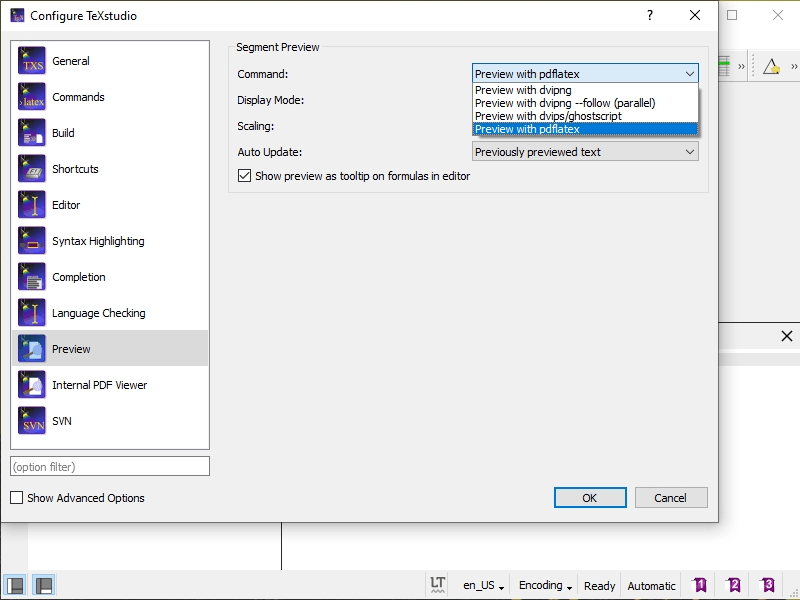 Configure TeXstudio
?
TXS General
›latex Commands
Build
Shortcuts
Editor
Syntax Highlighting
Completion
Language Checking
Preview
Internal PDF Viewer
SVN SVN
(option filter)
Show Advanced Options
Segment Preview
Command: Preview with pdflatex
Preview with dvipng
Preview with dvipng --follow (parallel)
Preview with dvips/ghostscript
Preview with pdflatex
Display Mode:
Scaling:
Auto Update: Previously previewed text
Show preview as tooltip on formulas in editor
OK Cancel
»
»
LT en_US Encoding Ready Automatic 1 2 3